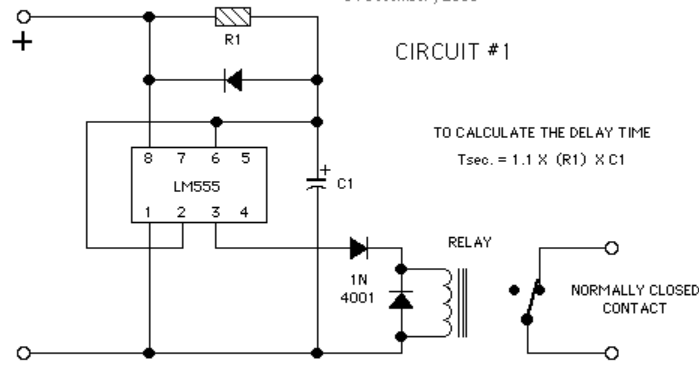 R1
CIRCUIT #1
+
TO CALCULATE THE DELAY TIME
Tsec. = 1.1 X (R1) X C1
8 7 6 5
LM555
1 2 3 4
+
C1
RELAY
1N
4001
NORMALLY CLOSED
CONTACT